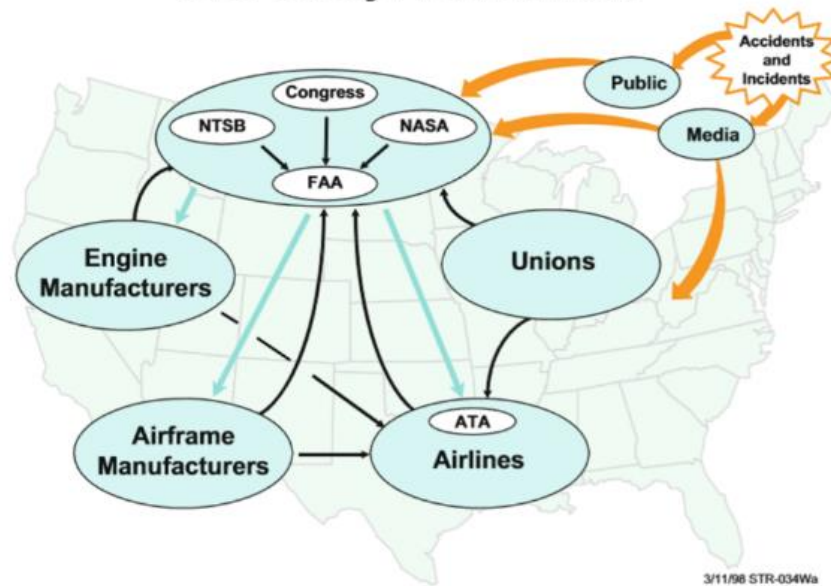 Accidents
and
Incidents
Public
Congress
NTSB
NASA
Media
FAA
Engine
Manufacturers
Unions
Airframe
Manufacturers
ATA
Airlines
3/11/98 STR-034Wa